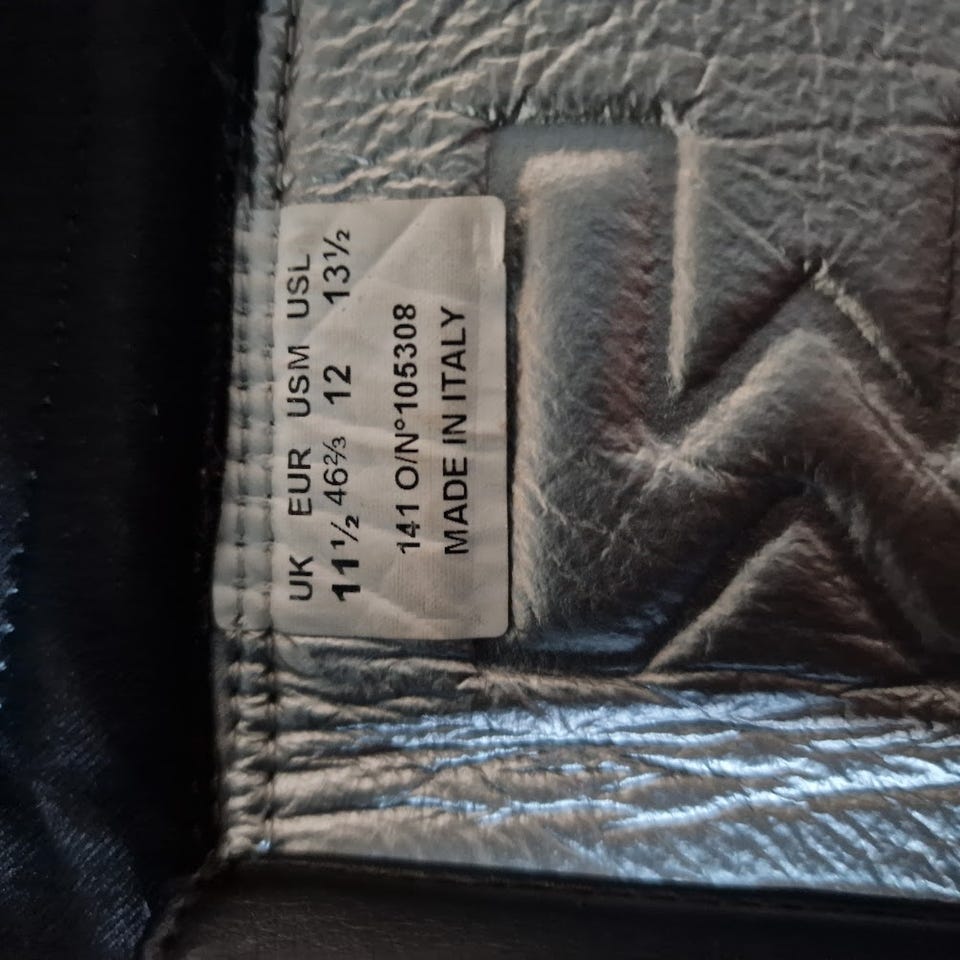 UK EUR USM USL
11½ 46⅔ 12 13½
141 O/N°105308
MADE IN ITALY